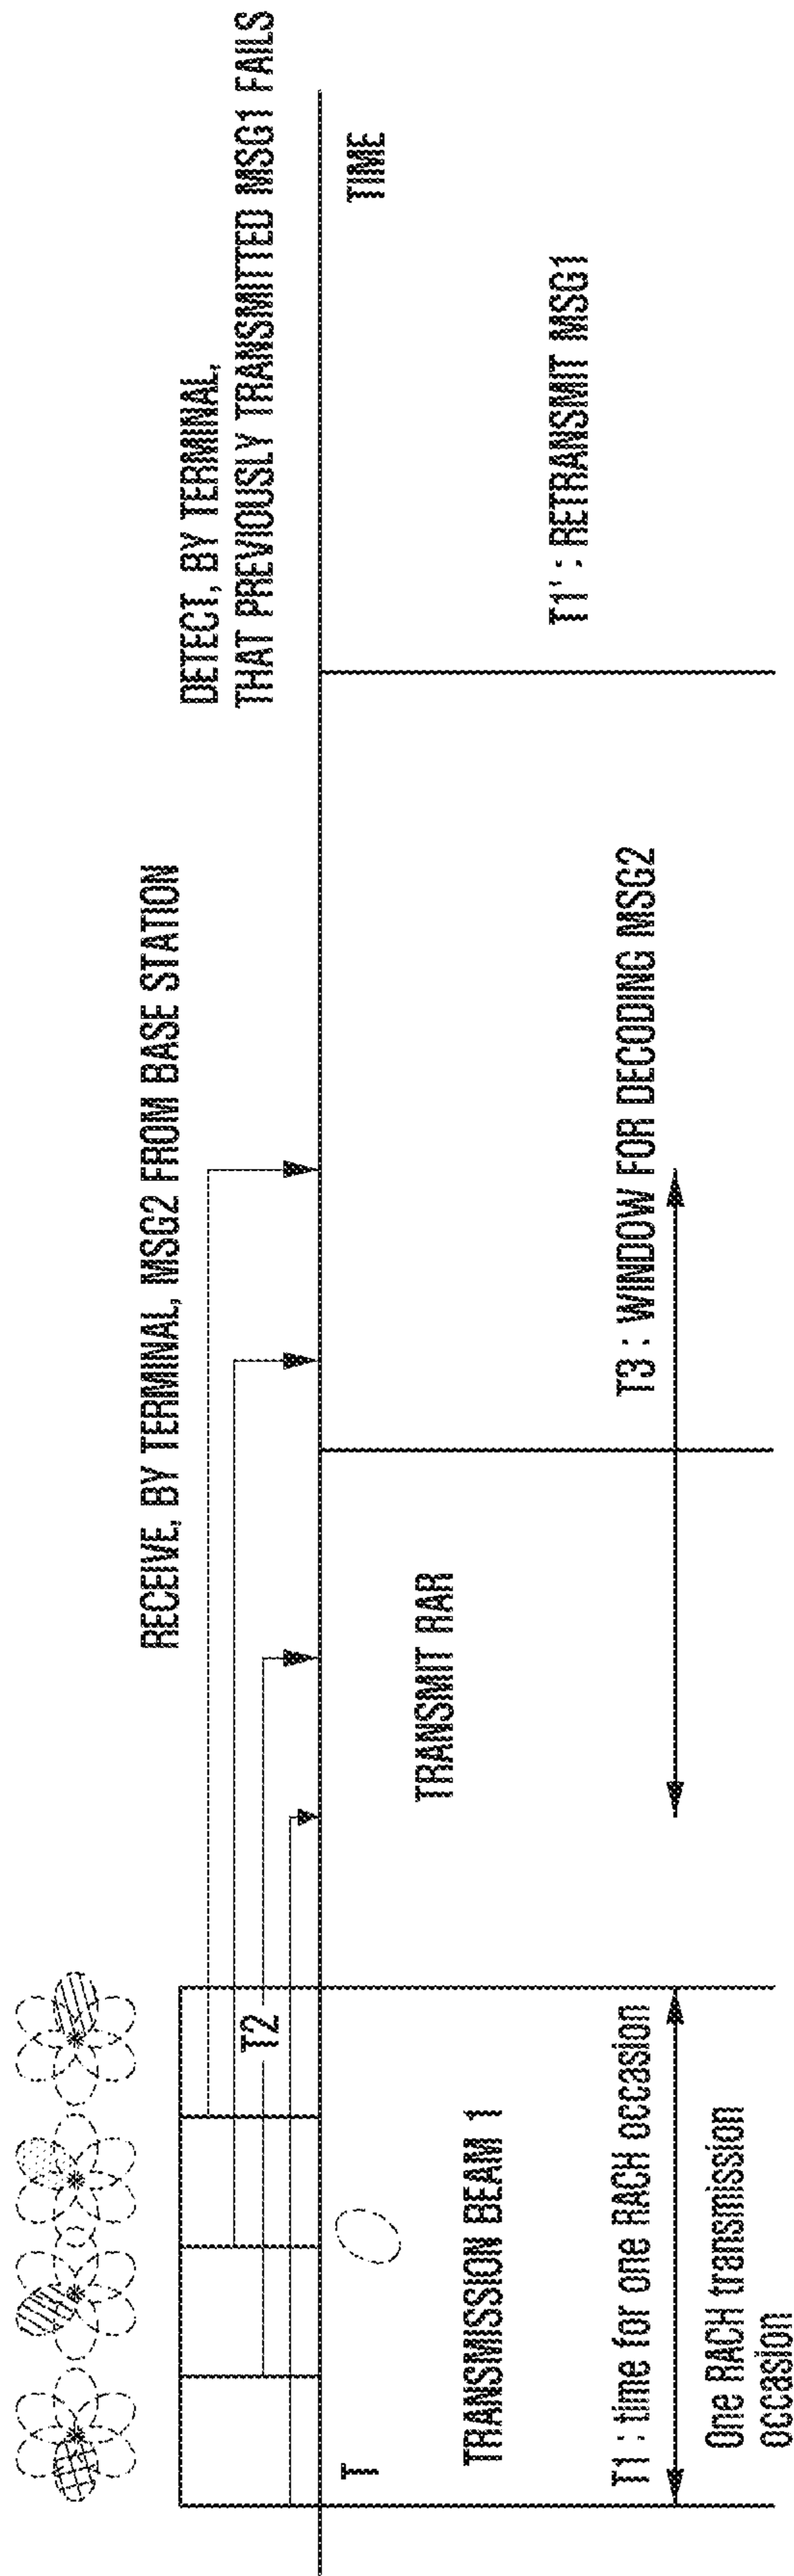 RECEIVE, BY TERMINAL, MSG2 FROM BASE STATION
DETECT, BY TERMINAL,
THAT PREVIOUSLY TRANSMITTED MSG1 FAILS
T2
T
TIME
TRANSMIT RAR
TRANSMISSION BEAM 1
T1' : RETRANSMIT MSG1
T1 : time for one RACH occasion
T3 : WINDOW FOR DECODING MSG2
One RACH transmission
occasion